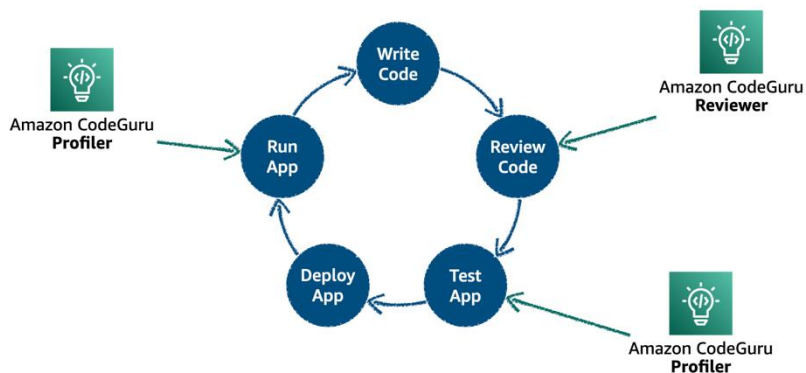 Write
Code
Amazon CodeGuru
Reviewer
Amazon CodeGuru
Profiler
Run
App
Review
Code
Deploy
App
Test
App
Amazon CodeGuru
Profiler